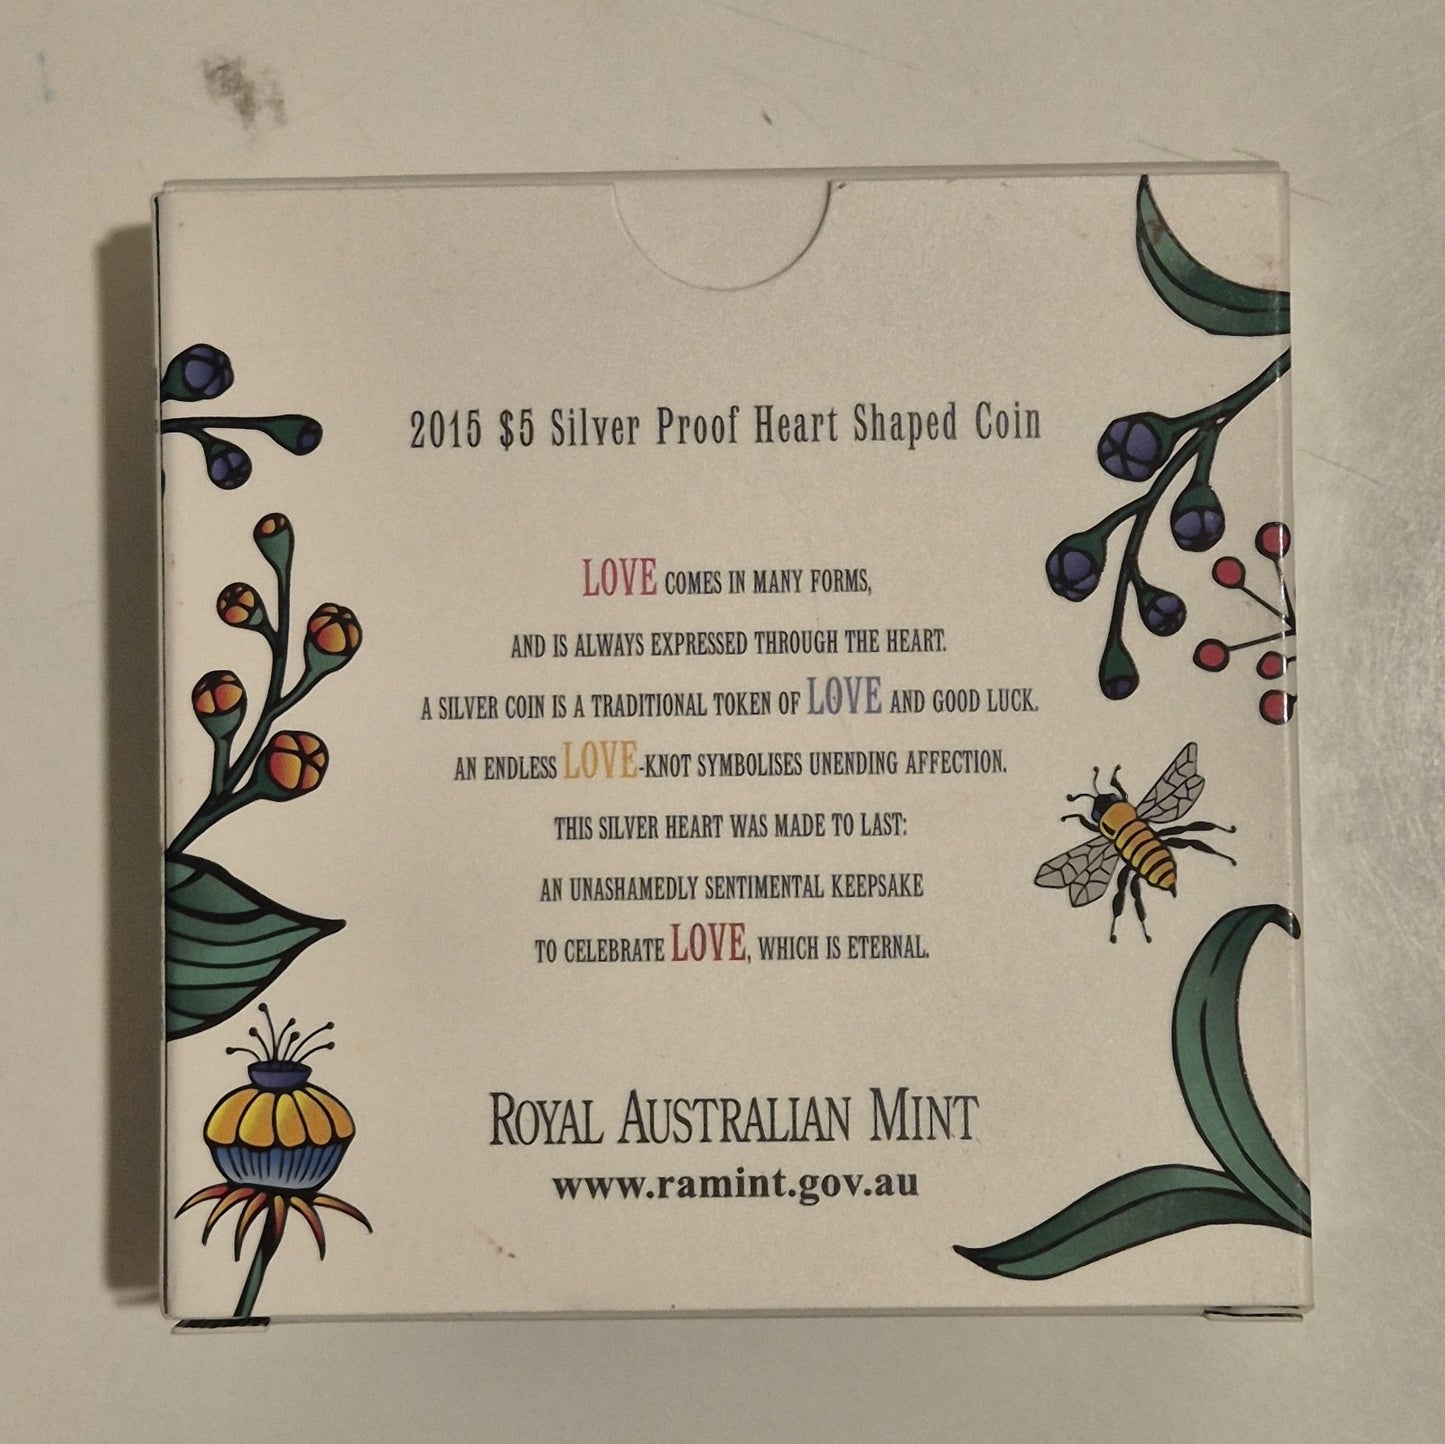 2015 $5 Silver Proof Heart Shaped Coin
LOVE COMES IN MANY FORMS,
AND IS ALWAYS EXPRESSED THROUGH THE HEART.
A SILVER COIN IS A TRADITIONAL TOKEN OF LOVE AND GOOD LUCK.
AN ENDLESS LOVE-KNOT SYMBOLISES UNENDING AFFECTION.
THIS SILVER HEART WAS MADE TO LAST:
AN UNASHAMEDLY SENTIMENTAL KEEPSAKE
TO CELEBRATE LOVE, WHICH IS ETERNAL.
ROYAL AUSTRALIAN MINT
www.ramint.gov.au